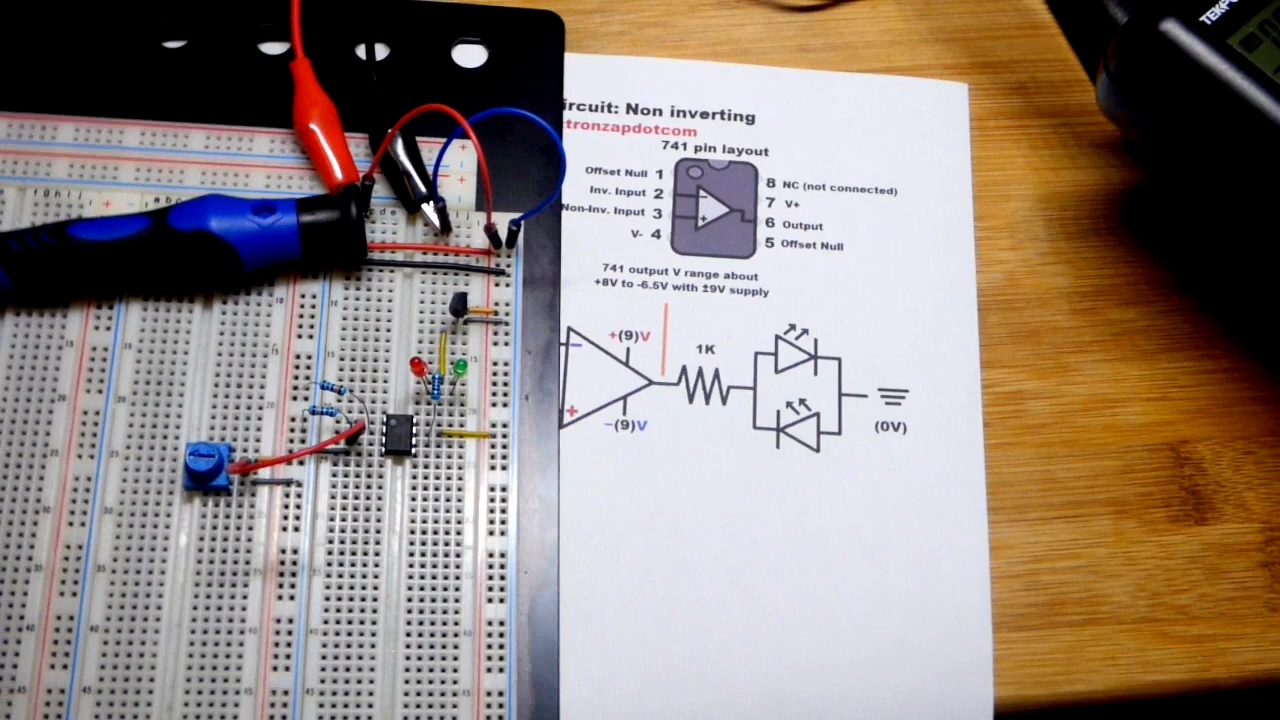 ircuit: Non inverting
tronzapdotcom
741 pin layout
Offset Null 1
Inv. Input 2
Non-Inv. Input 3
V- 4
8 NC (not connected)
7 V+
6 Output
5 Offset Null
741 output V range about
+8V to -6.5V with ±9V supply
+(9)V
1K
−
+
−(9)V
(0V)